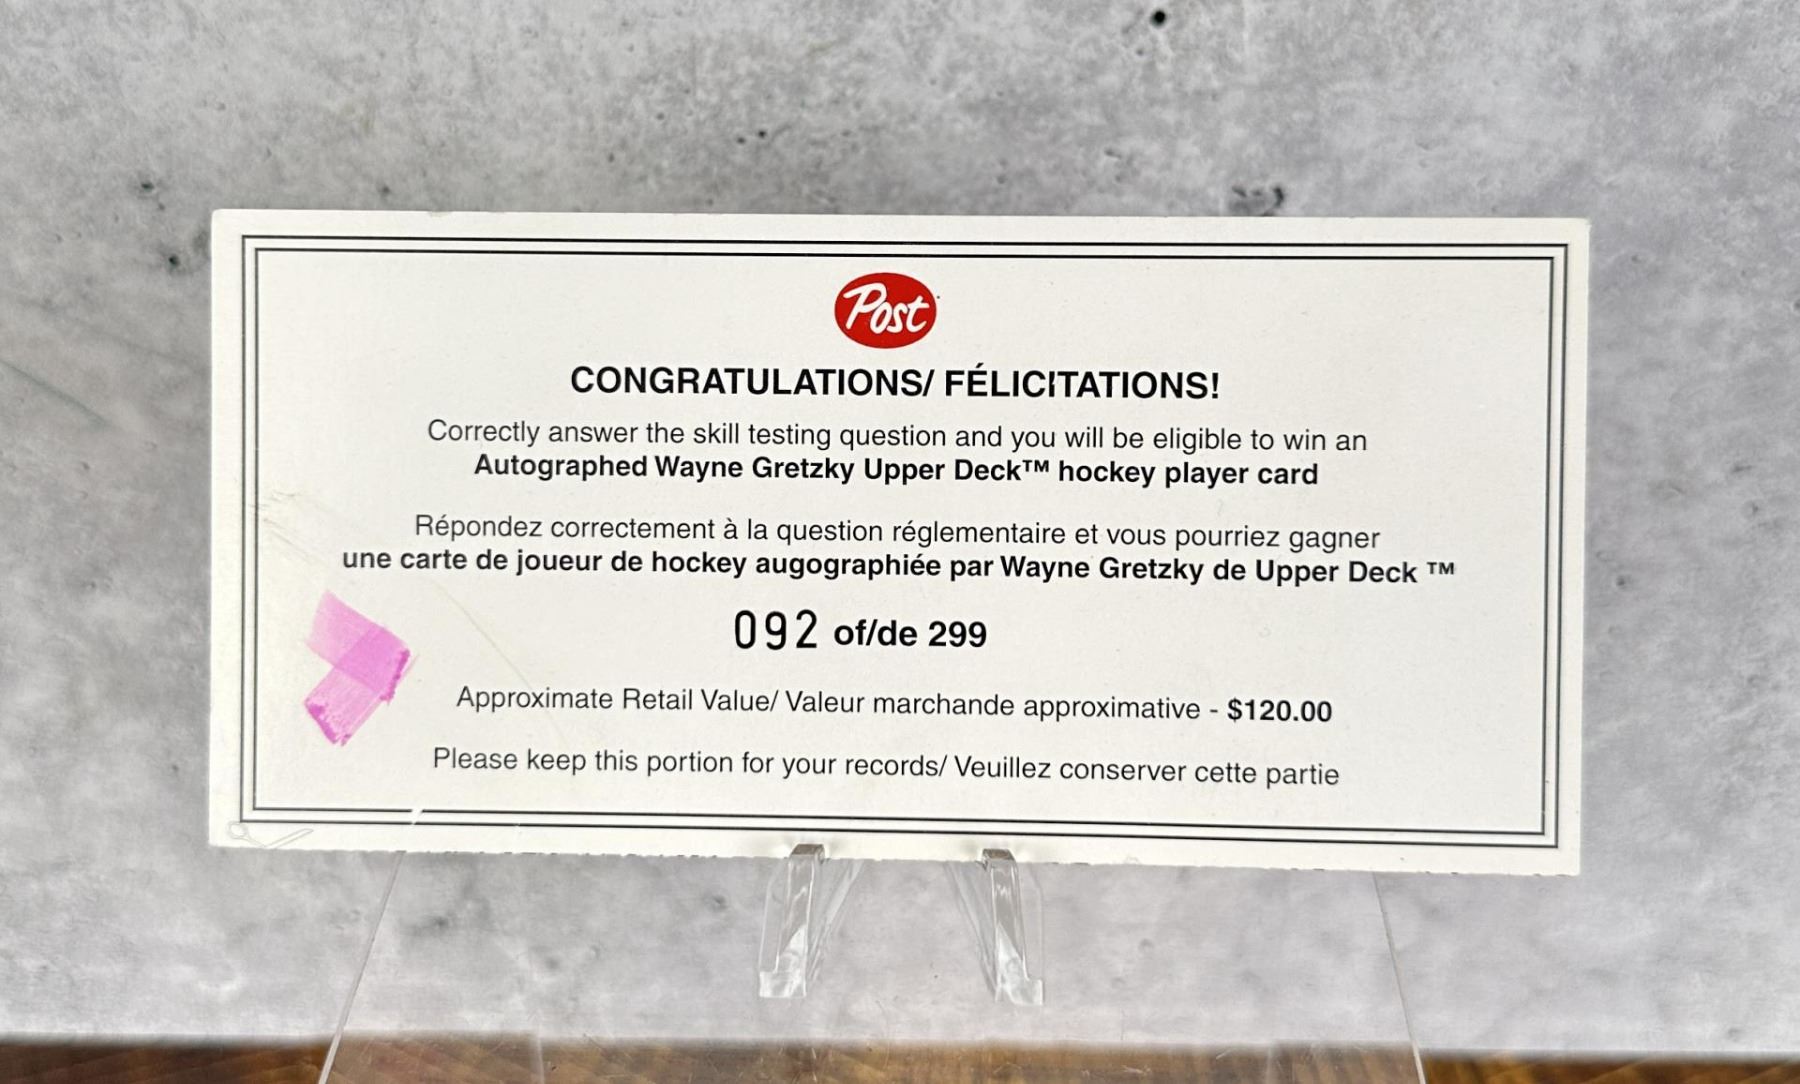 Post
CONGRATULATIONS/ FÉLICITATIONS!
Correctly answer the skill testing question and you will be eligible to win an
Autographed Wayne Gretzky Upper Deck™ hockey player card
Répondez correctement à la question réglementaire et vous pourriez gagner
une carte de joueur de hockey augographiée par Wayne Gretzky de Upper Deck ™
092 of/de 299
Approximate Retail Value/ Valeur marchande approximative - $120.00
Please keep this portion for your records/ Veuillez conserver cette partie